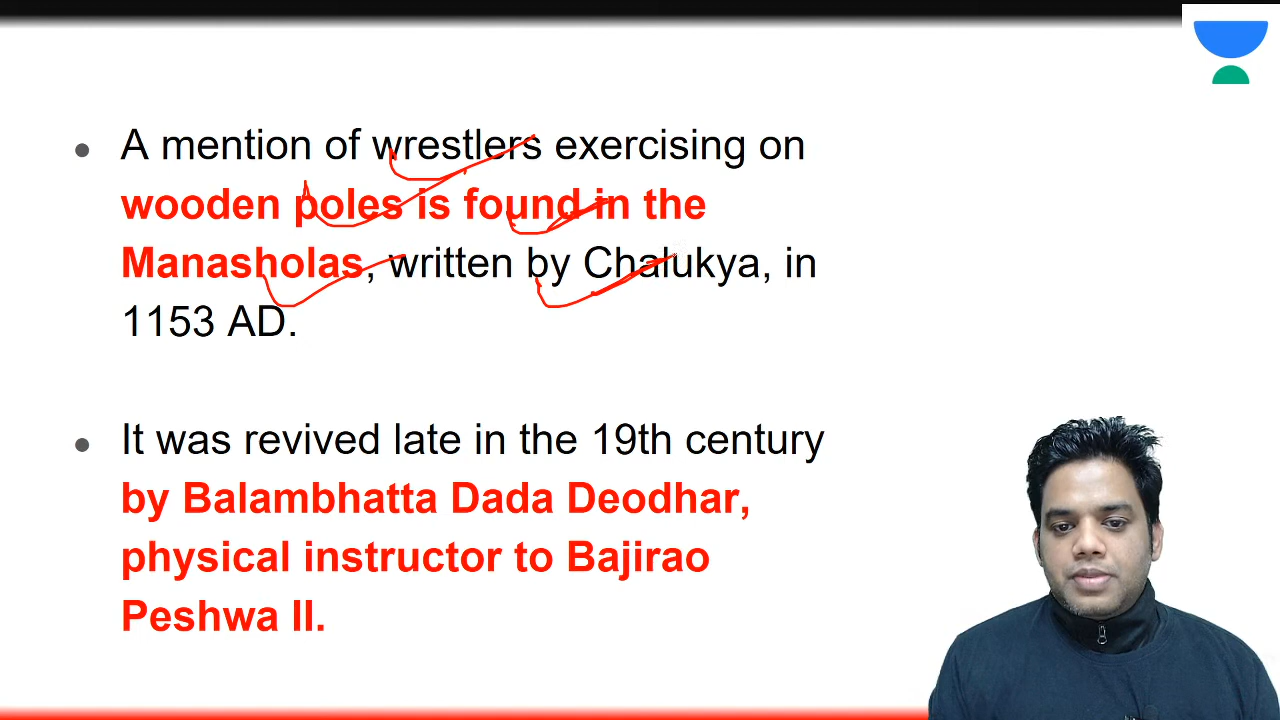 A mention of wrestlers exercising on
wooden poles is found in the
Manasholas, written by Chalukya, in
1153 AD.
It was revived late in the 19th century
by Balambhatta Dada Deodhar,
physical instructor to Bajirao
Peshwa II.